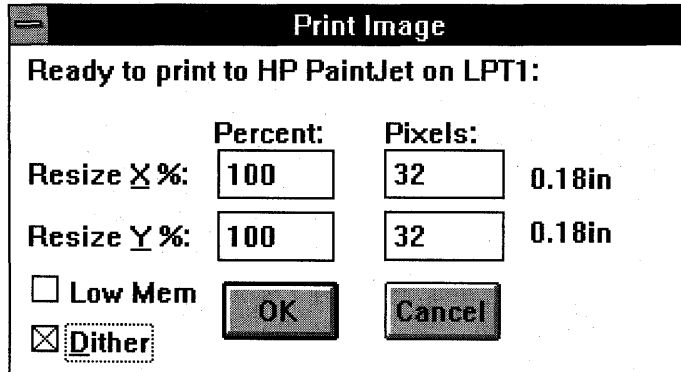 Print Image
Ready to print to HP PaintJet on LPT1:
Percent: Pixels:
Resize X %: 100 32 0.18in
Resize Y %: 100 32 0.18in
Low Mem
OK Cancel
Dither